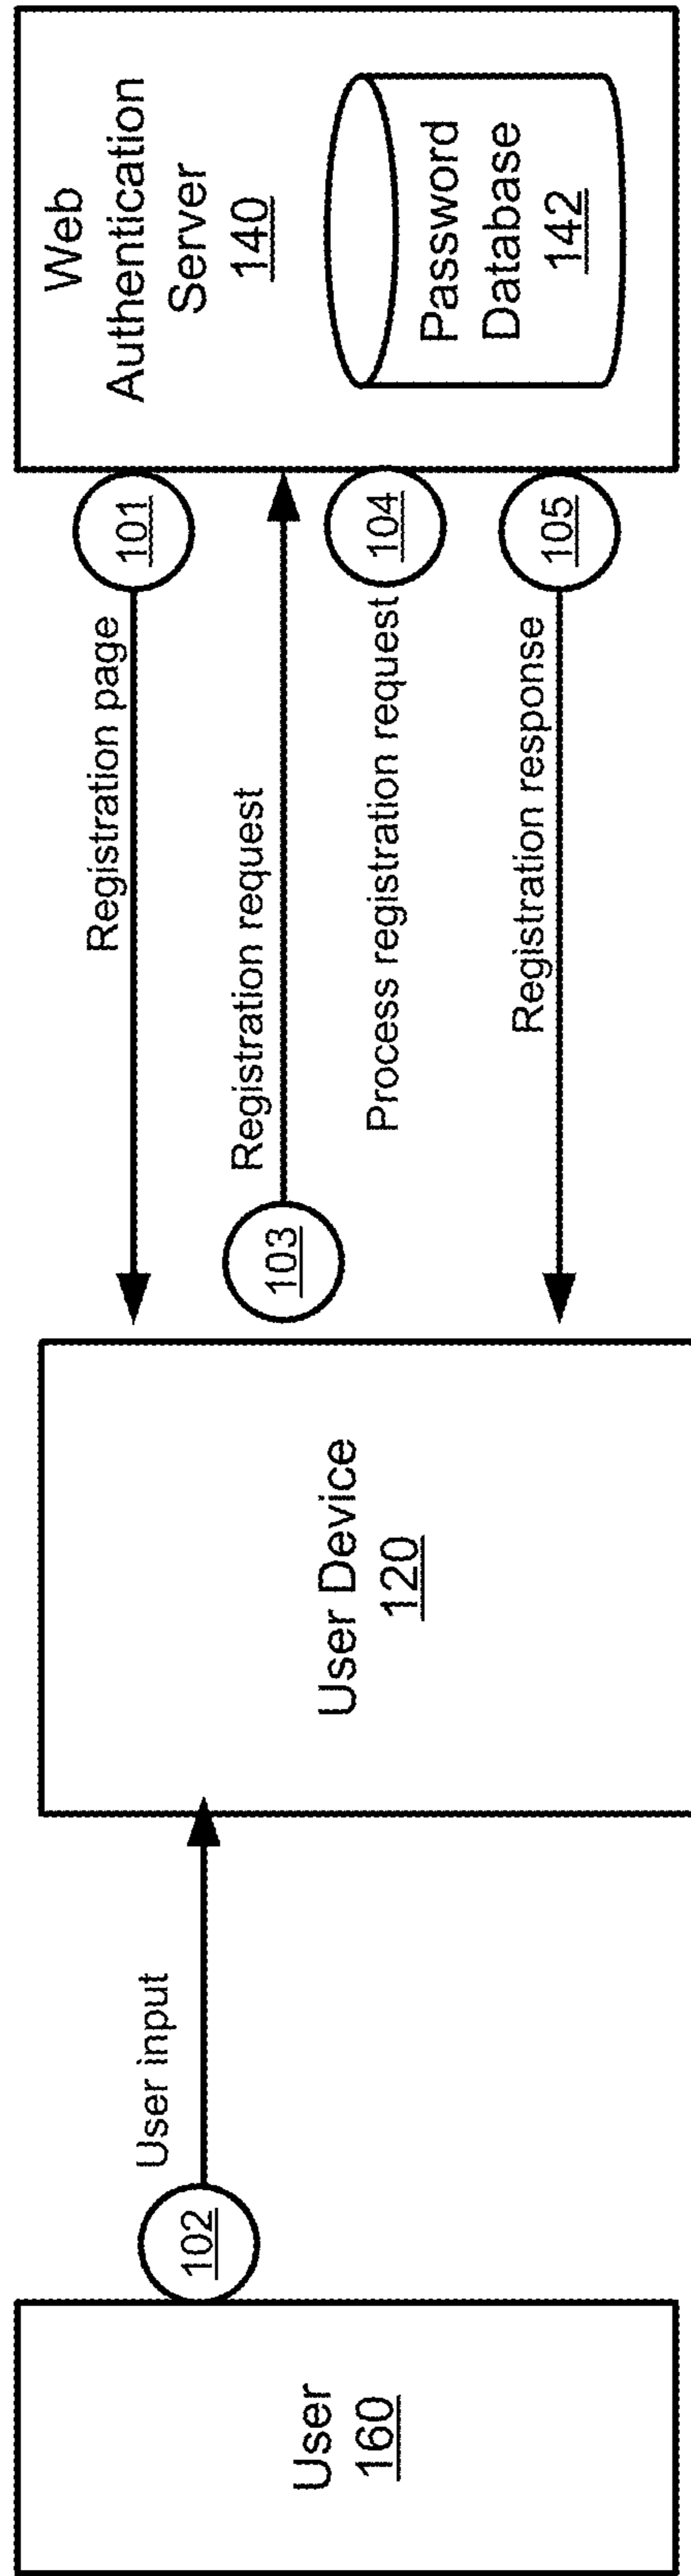 User
160
102
User input
User Device
120
Registration page
101
103
Registration request
104
Process registration request
105
Registration response
Web
Authentication
Server
140
Password
Database
142